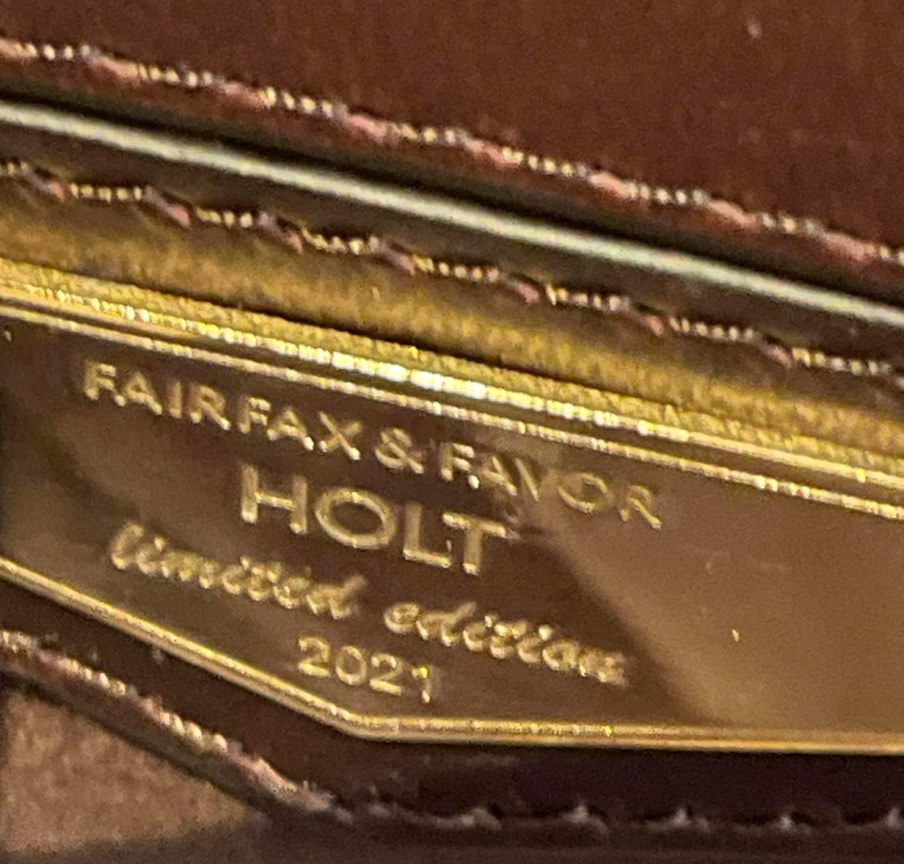 FAIRFAX & FAVOR
HOLT
limited edition
2021